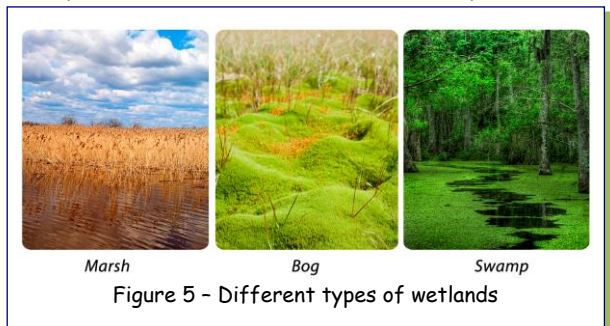 Marsh Bog Swamp
Figure 5 – Different types of wetlands